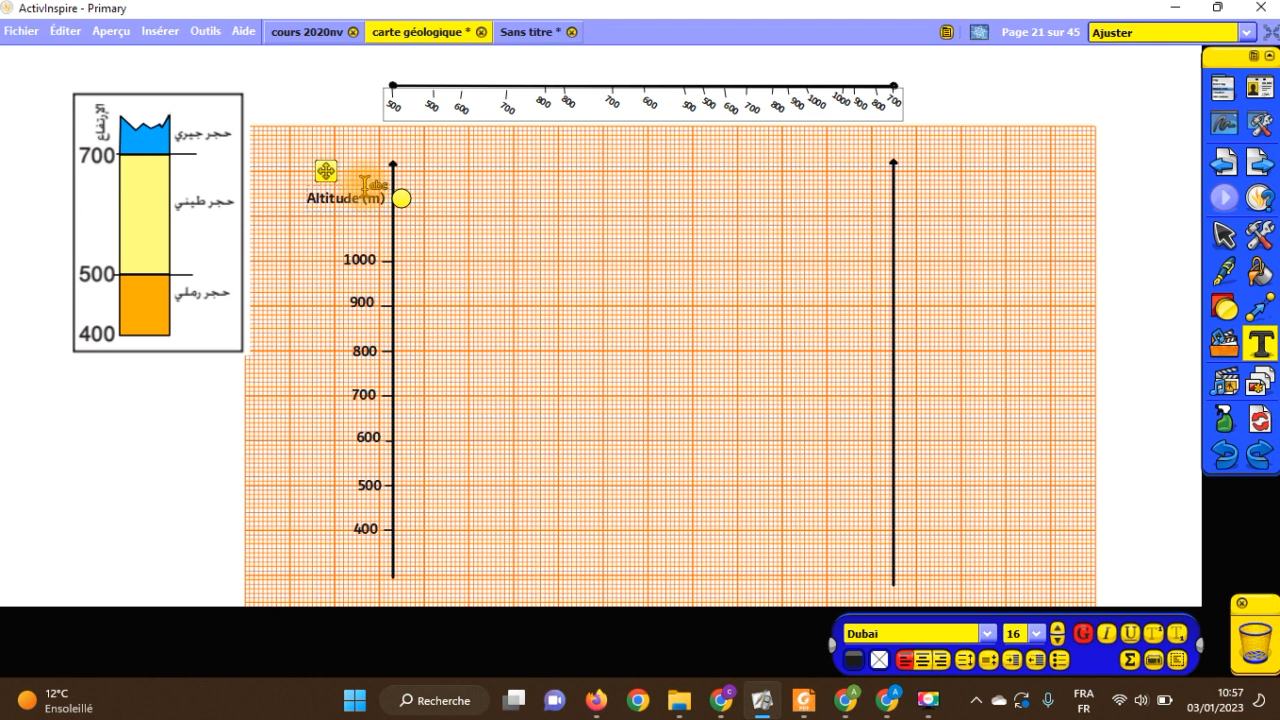 ActivInspire - Primary
Fichier Éditer Aperçu Insérer Outils Aide
cours 2020nv
carte géologique *
Sans titre *
Page 21 sur 45
Ajuster
500 500 600 700 800 800 700 600 500 500 600 700 800 900 1000 1000 900 800 700
الارتفاع
حجر جيري
700
حجر طيني
500
حجر رملي
400
abc
Altitude (m)
1000
900
800
700
600
500
400
T
Dubai
16
G I U T T
12°C
Ensoleillé
Recherche
FRA
FR
10:57
03/01/2023